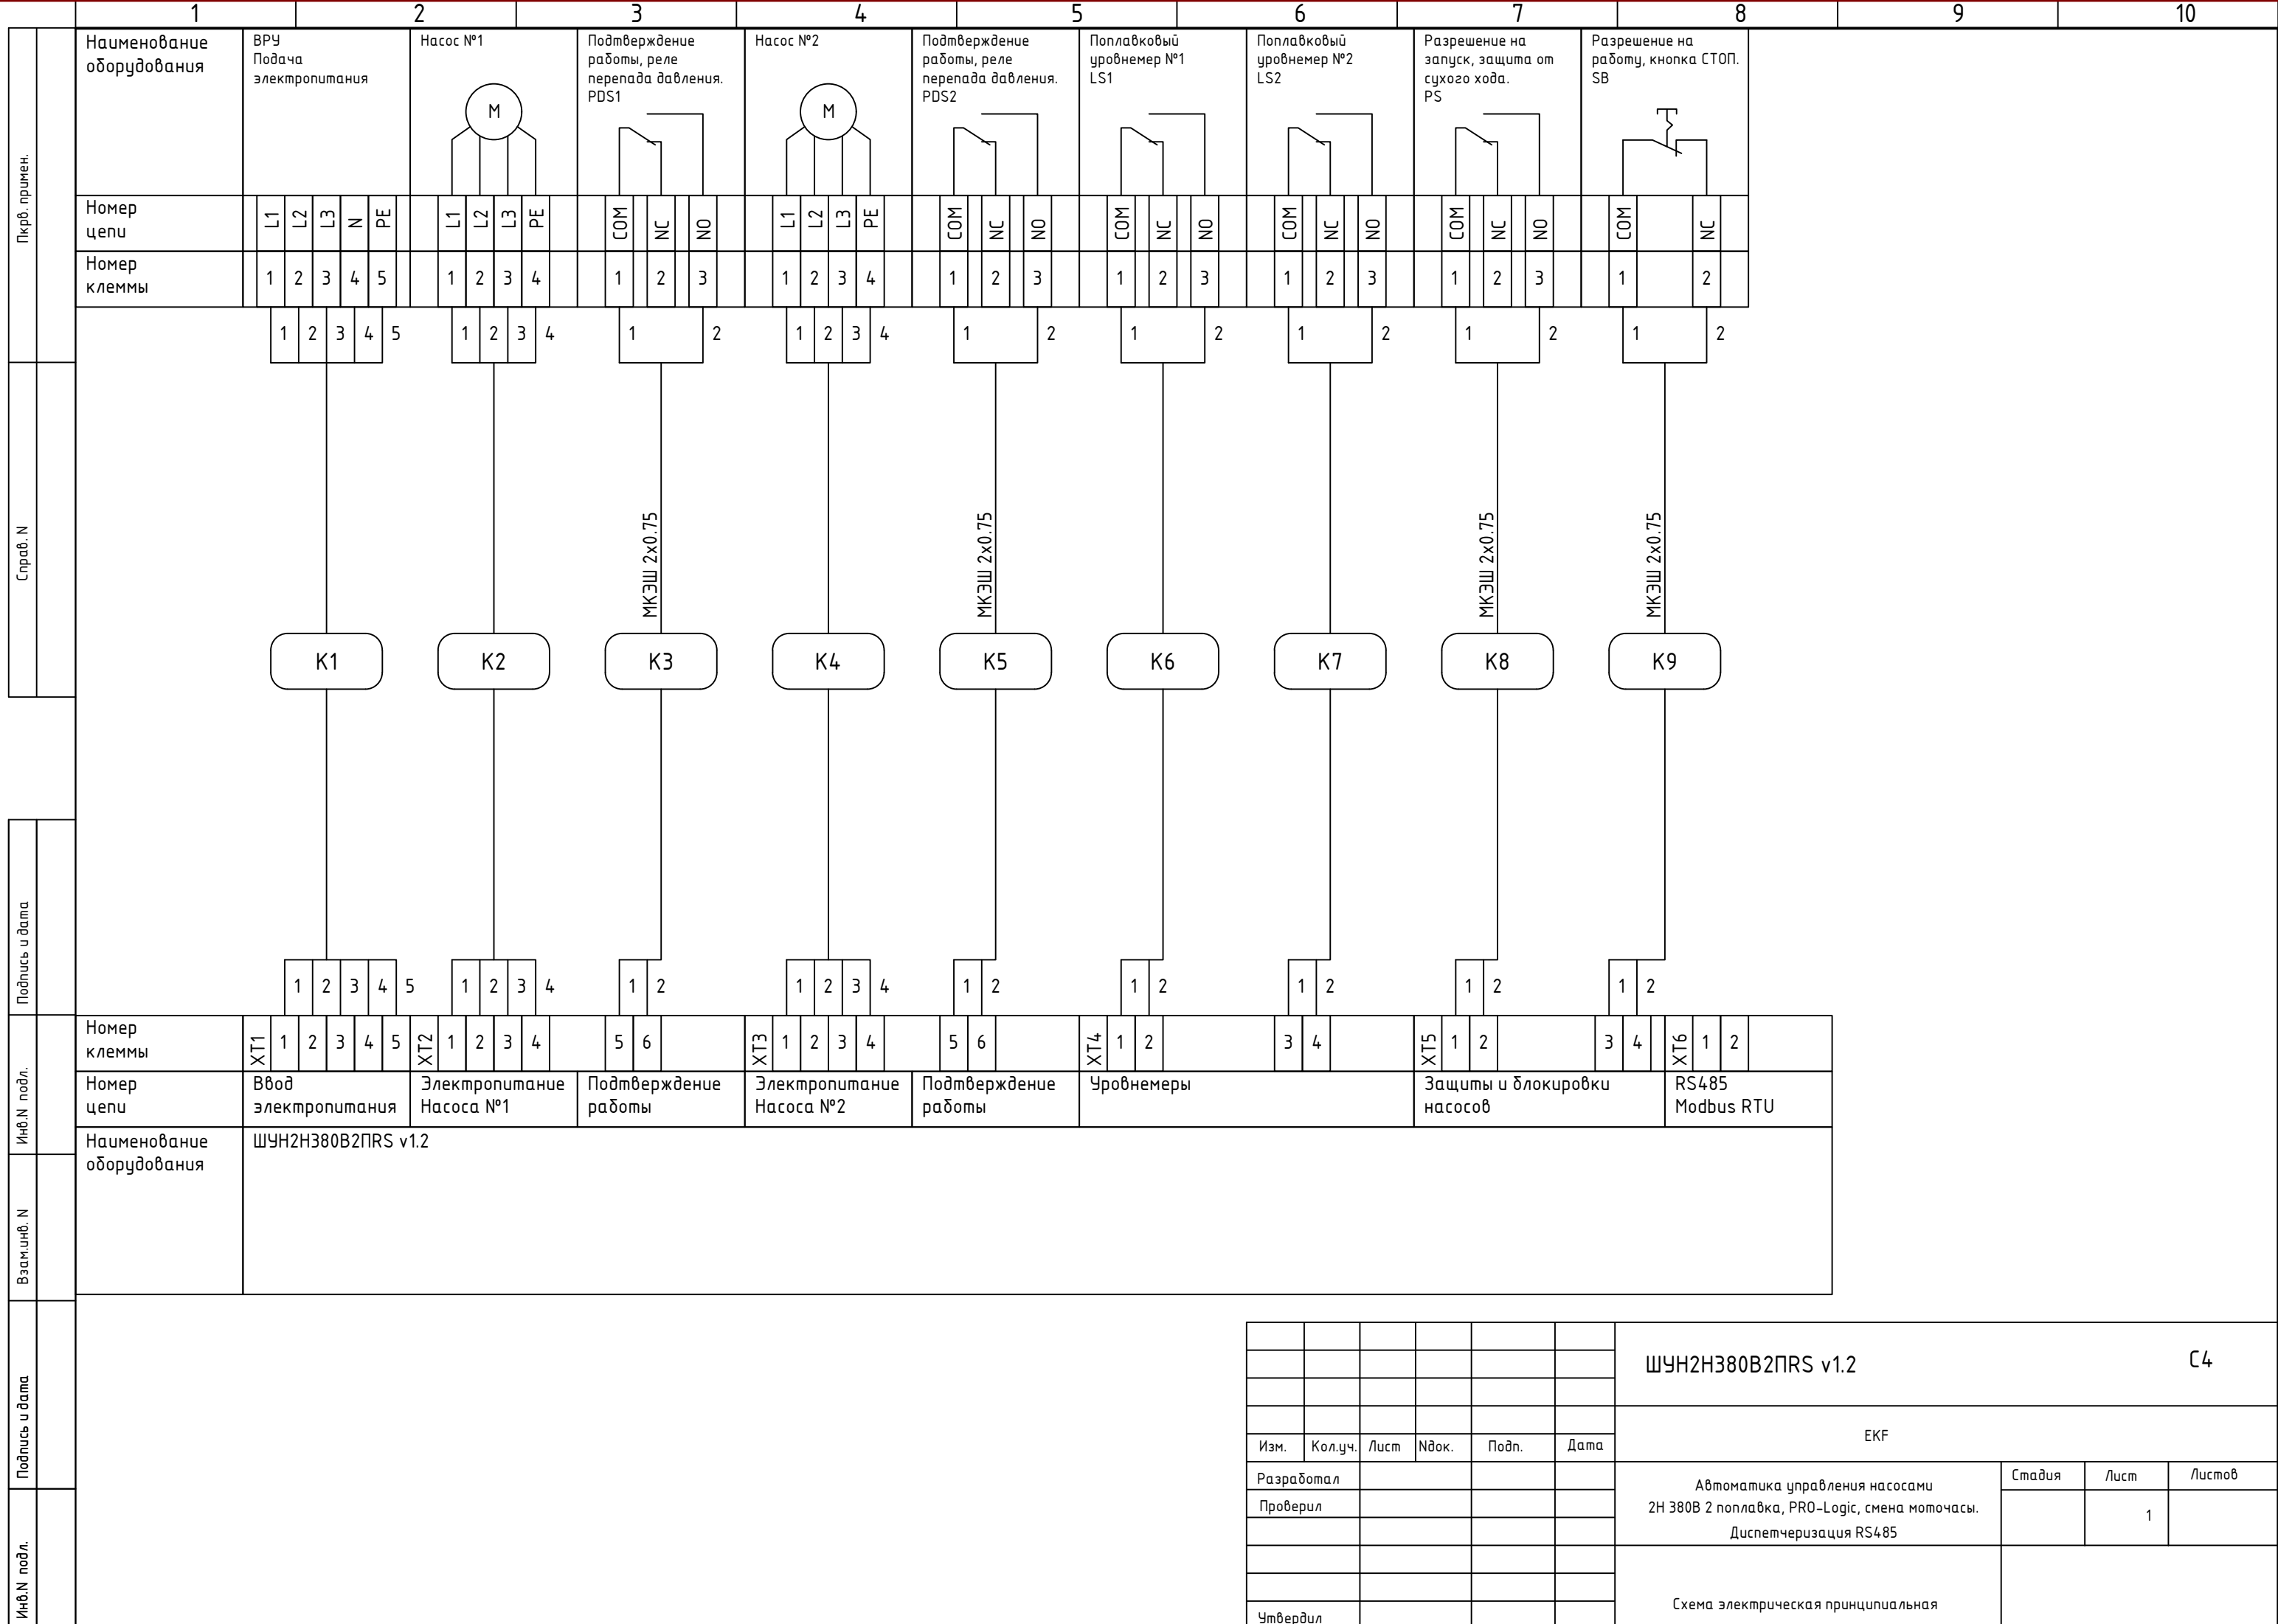 1 2 3 4 5 6 7 8 9 10
Наименование
оборудования
ВРУ
Подача
электропитания
Насос №1
M
Подтверждение
работы, реле
перепада давления.
PDS1
Насос №2
M
Подтверждение
работы, реле
перепада давления.
PDS2
Поплавковый
уровнемер №1
LS1
Поплавковый
уровнемер №2
LS2
Разрешение на
запуск, защита от
сухого хода.
PS
Разрешение на
работу, кнопка СТОП.
SB
Номер
цепи
L1 L2 L3 N PE L1 L2 L3 PE COM NC NO L1 L2 L3 PE COM NC NO COM NC NO COM NC NO COM NC NO COM NC
Номер
клеммы
1 2 3 4 5 1 2 3 4 1 2 3 1 2 3 4 1 2 3 1 2 3 1 2 3 1 2 3 1 2
1 2 3 4 5 1 2 3 4 1 2 1 2 3 4 1 2 1 2 1 2 1 2 1 2
МКЭШ 2x0.75 МКЭШ 2x0.75 МКЭШ 2x0.75 МКЭШ 2x0.75
К1 К2 К3 К4 К5 К6 К7 К8 К9
1 2 3 4 5 1 2 3 4 1 2 1 2 3 4 1 2 1 2 1 2 1 2 1 2
Номер
клеммы
XT1 1 2 3 4 5 XT2 1 2 3 4 5 6 XT3 1 2 3 4 5 6 XT4 1 2 3 4 XT5 1 2 3 4 XT6 1 2
Номер
цепи
Ввод
электропитания
Электропитание
Насоса №1
Подтверждение
работы
Электропитание
Насоса №2
Подтверждение
работы
Уровнемеры
Защиты и блокировки
насосов
RS485
Modbus RTU
Наименование
оборудования
ШУН2Н380В2ПRS v1.2
Пкрв. примен.
Справ. N
Подпись и дата
Инв.N подл.
Взам.инв. N
Подпись и дата
Инв.N подл.
ШУН2Н380В2ПRS v1.2
С4
EKF
Изм. Кол.уч. Лист Nдок. Подп. Дата
Разработал
Проверил
Утвердил
Автоматика управления насосами
2Н 380В 2 поплавка, PRO-Logic, смена моточасы.
Диспетчеризация RS485
Стадия Лист Листов
1
Схема электрическая принципиальная